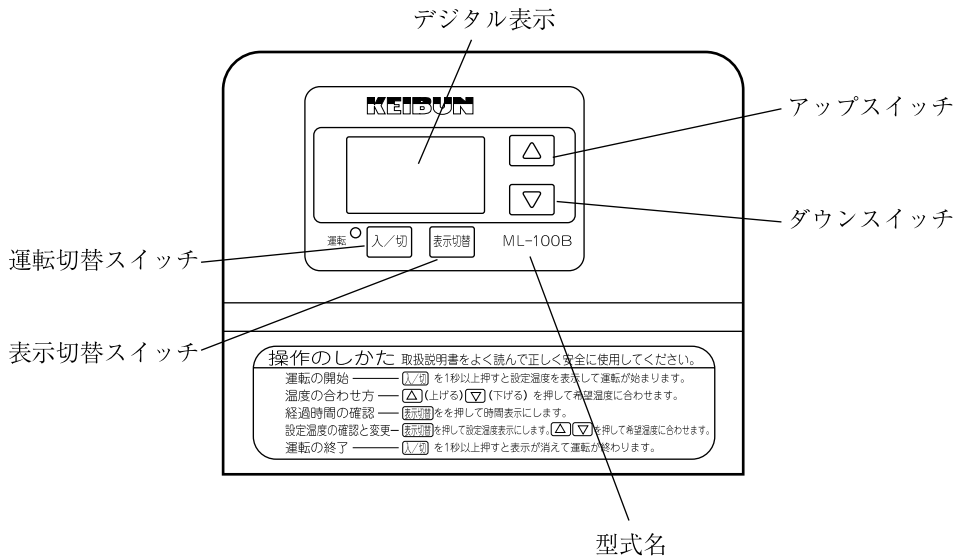 デジタル表示
KEIBUN
アップスイッチ
ダウンスイッチ
運転 入/切 表示切替 ML-100B
運転切替スイッチ
表示切替スイッチ
操作のしかた 取扱説明書をよく読んで正しく安全に使用してください。
運転の開始 入/切 を1秒以上押すと設定温度を表示して運転が始まります。
温度の合わせ方 △(上げる)▽(下げる)を押して希望温度に合わせます。
経過時間の確認 表示切替をを押して時間表示にします。
設定温度の確認と変更 表示切替を押して設定温度表示にします。△▽を押して希望温度に合わせます。
運転の終了 入/切 を1秒以上押すと表示が消えて運転が終わります。
型式名